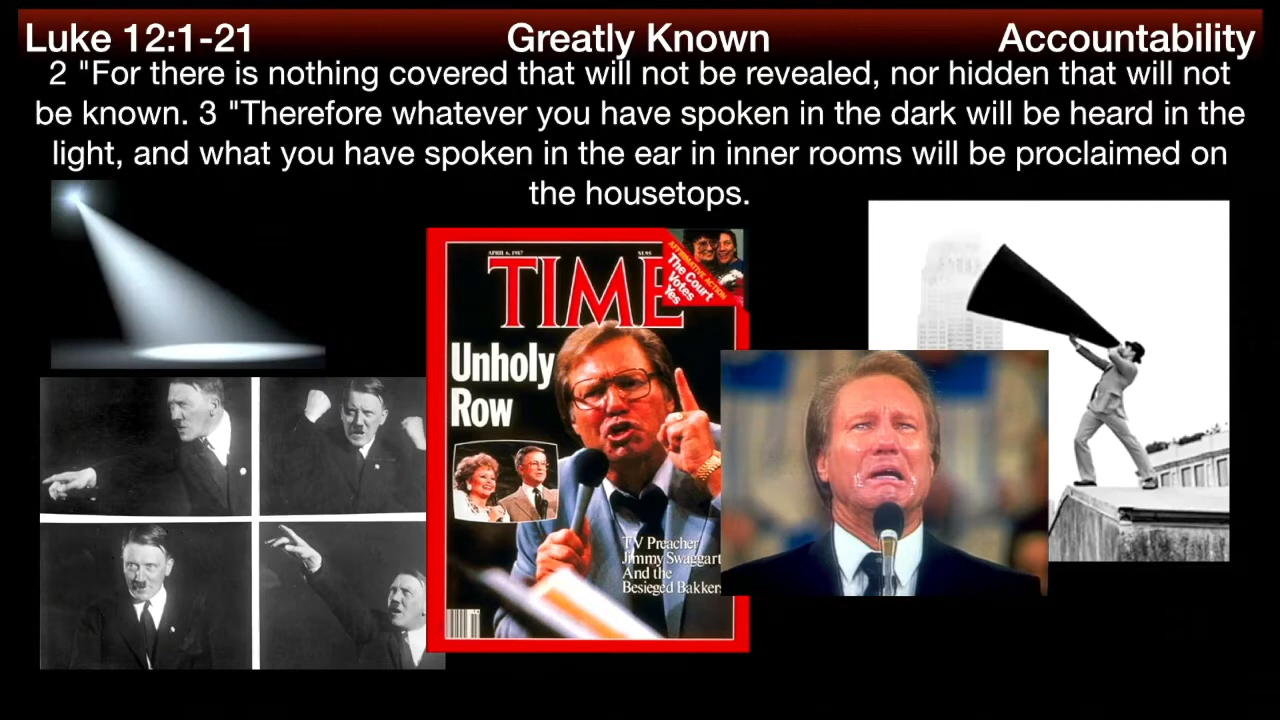 Luke 12:1-21
Greatly Known
Accountability
2 "For there is nothing covered that will not be revealed, nor hidden that will not
be known. 3 "Therefore whatever you have spoken in the dark will be heard in the
light, and what you have spoken in the ear in inner rooms will be proclaimed on
the housetops.
APRIL 6, 1987
TIME
AFFIRMATIVE ACTION
The Court
Votes
Yes
Unholy
Row
TV Preacher
Jimmy Swaggart
And the
Besieged Bakkers